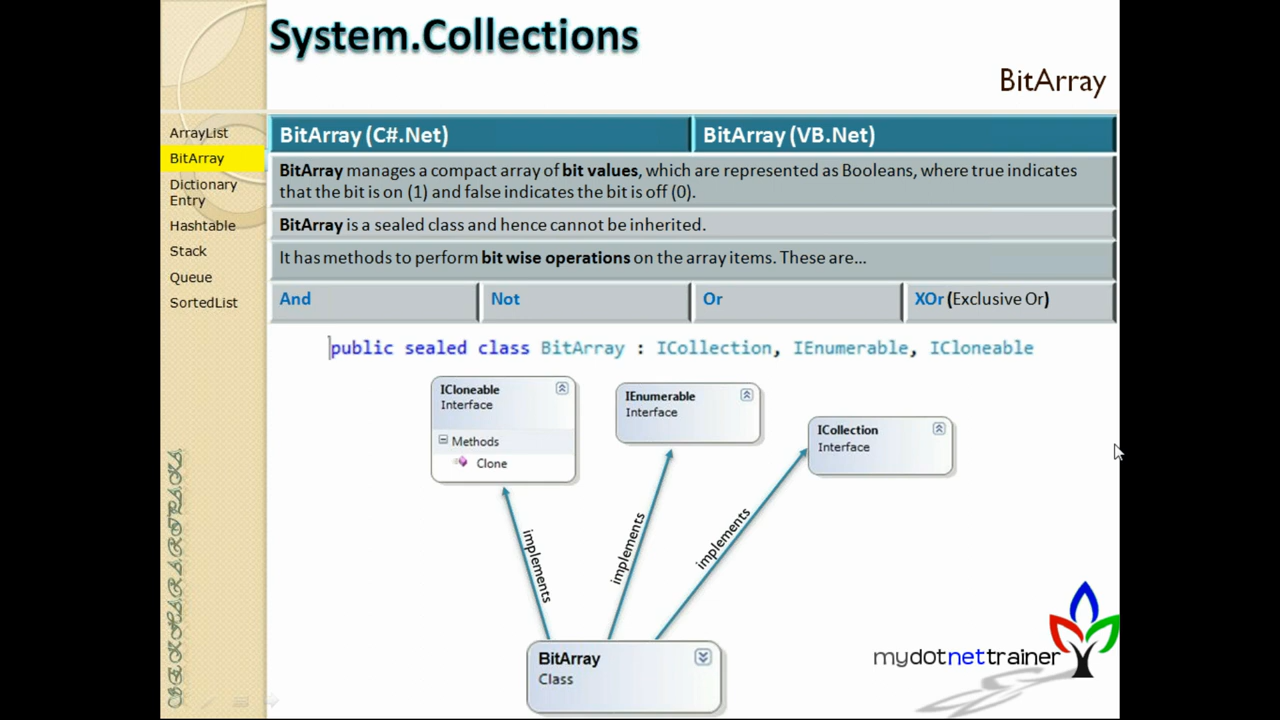 System.Collections
BitArray
ArrayList
BitArray
Dictionary
Entry
Hashtable
Stack
Queue
SortedList
BitArray (C#.Net)
BitArray (VB.Net)
BitArray manages a compact array of bit values, which are represented as Booleans, where true indicates
that the bit is on (1) and false indicates the bit is off (0).
BitArray is a sealed class and hence cannot be inherited.
It has methods to perform bit wise operations on the array items. These are...
And
Not
Or
XOr (Exclusive Or)
public sealed class BitArray : ICollection, IEnumerable, ICloneable
ICloneable
Interface
Methods
Clone
IEnumerable
Interface
ICollection
Interface
implements
implements
implements
BitArray
Class
mydotnettrainer